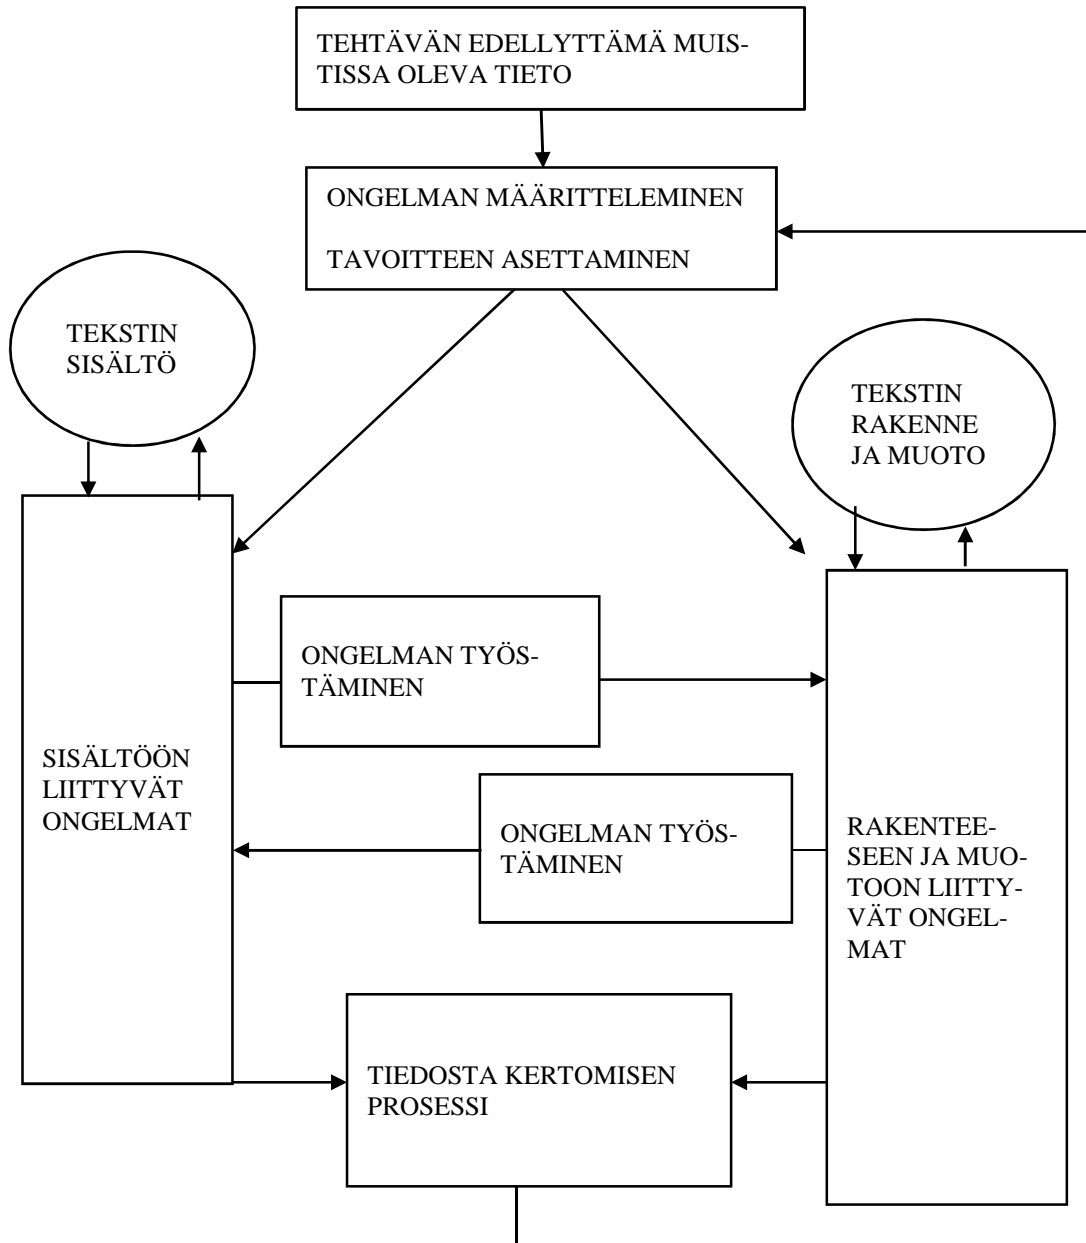 TEHTÄVÄN EDELLYTTÄMÄ MUIS-
TISSA OLEVA TIETO
ONGELMAN MÄÄRITTELEMINEN
TAVOITTEEN ASETTAMINEN
TEKSTIN
SISÄLTÖ
TEKSTIN
RAKENNE
JA MUOTO
ONGELMAN TYÖS-
TÄMINEN
SISÄLTÖÖN
LIITTYVÄT
ONGELMAT
ONGELMAN TYÖS-
TÄMINEN
RAKENTEE-
SEEN JA MUO-
TOON LIITTY-
VÄT ONGEL-
MAT
TIEDOSTA KERTOMISEN
PROSESSI